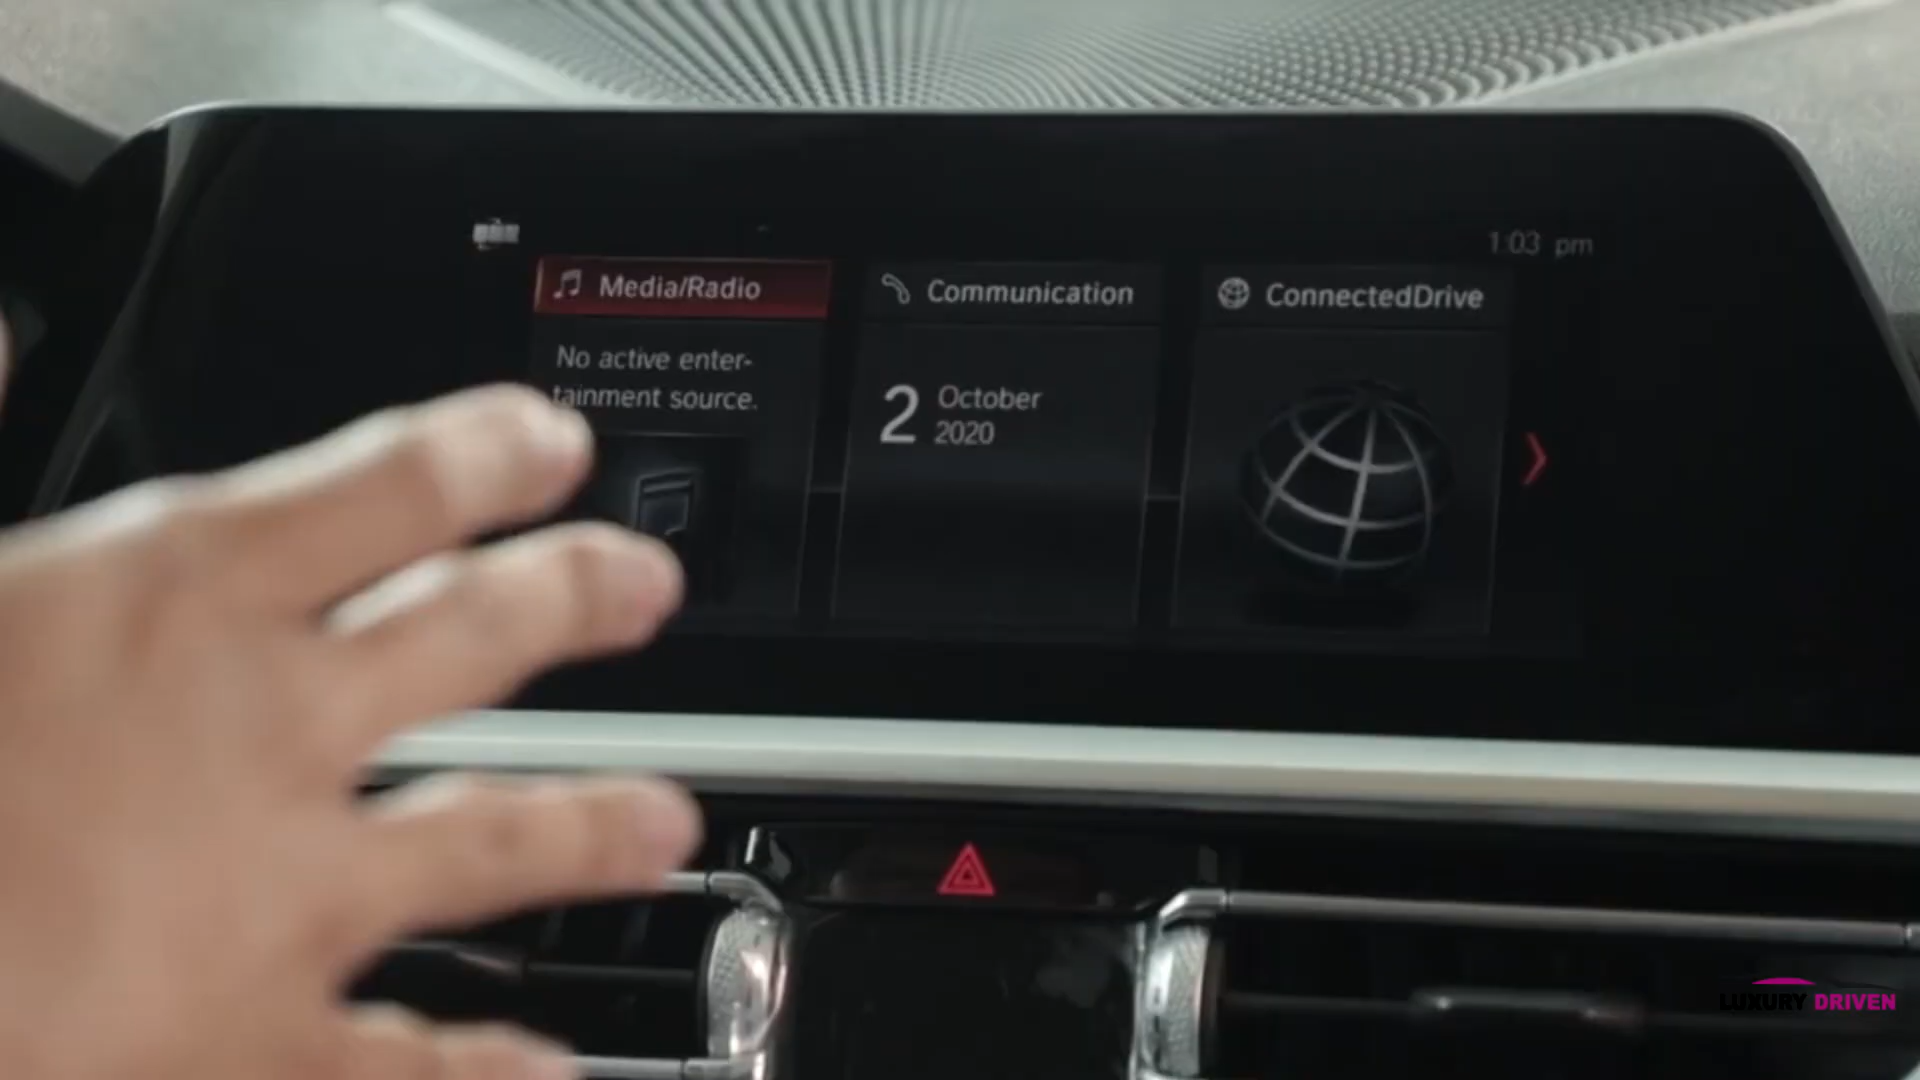 1:03 pm
Media/Radio
Communication
ConnectedDrive
No active enter-
tainment source.
2
October
2020
LUXURY DRIVEN